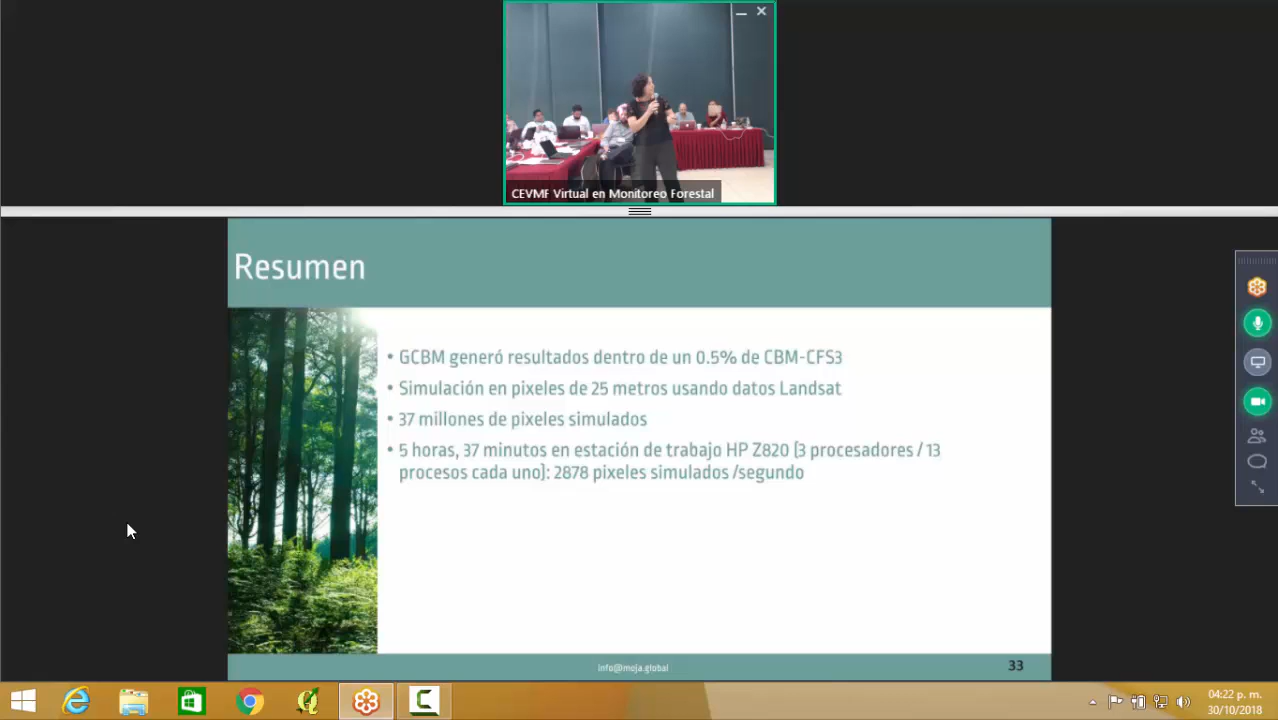 CEVMF Virtual en Monitoreo Forestal
Resumen
• GCBM generó resultados dentro de un 0.5% de CBM-CFS3
• Simulación en pixeles de 25 metros usando datos Landsat
• 37 millones de pixeles simulados
• 5 horas, 37 minutos en estación de trabajo HP Z820 (3 procesadores / 13
procesos cada uno): 2878 pixeles simulados /segundo
info@moja.global
33
04:22 p. m.
30/10/2018